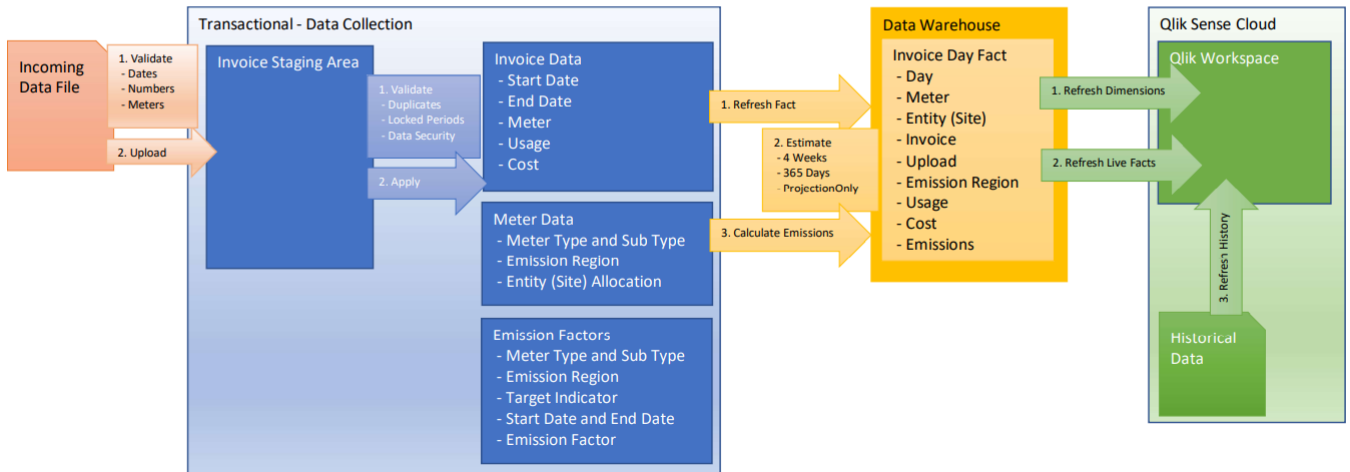 Incoming
Data File
1. Validate
- Dates
- Numbers
- Meters
2. Upload
Transactional - Data Collection
Invoice Staging Area
1. Validate
- Duplicates
- Locked Periods
- Data Security
2. Apply
Invoice Data
- Start Date
- End Date
- Meter
- Usage
- Cost
Meter Data
- Meter Type and Sub Type
- Emission Region
- Entity (Site) Allocation
Emission Factors
- Meter Type and Sub Type
- Emission Region
- Target Indicator
- Start Date and End Date
- Emission Factor
1. Refresh Fact
2. Estimate
- 4 Weeks
- 365 Days
- ProjectionOnly
3. Calculate Emissions
Data Warehouse
Invoice Day Fact
- Day
- Meter
- Entity (Site)
- Invoice
- Upload
- Emission Region
- Usage
- Cost
- Emissions
1. Refresh Dimensions
2. Refresh Live Facts
Qlik Sense Cloud
Qlik Workspace
3. Refresh History
Historical
Data